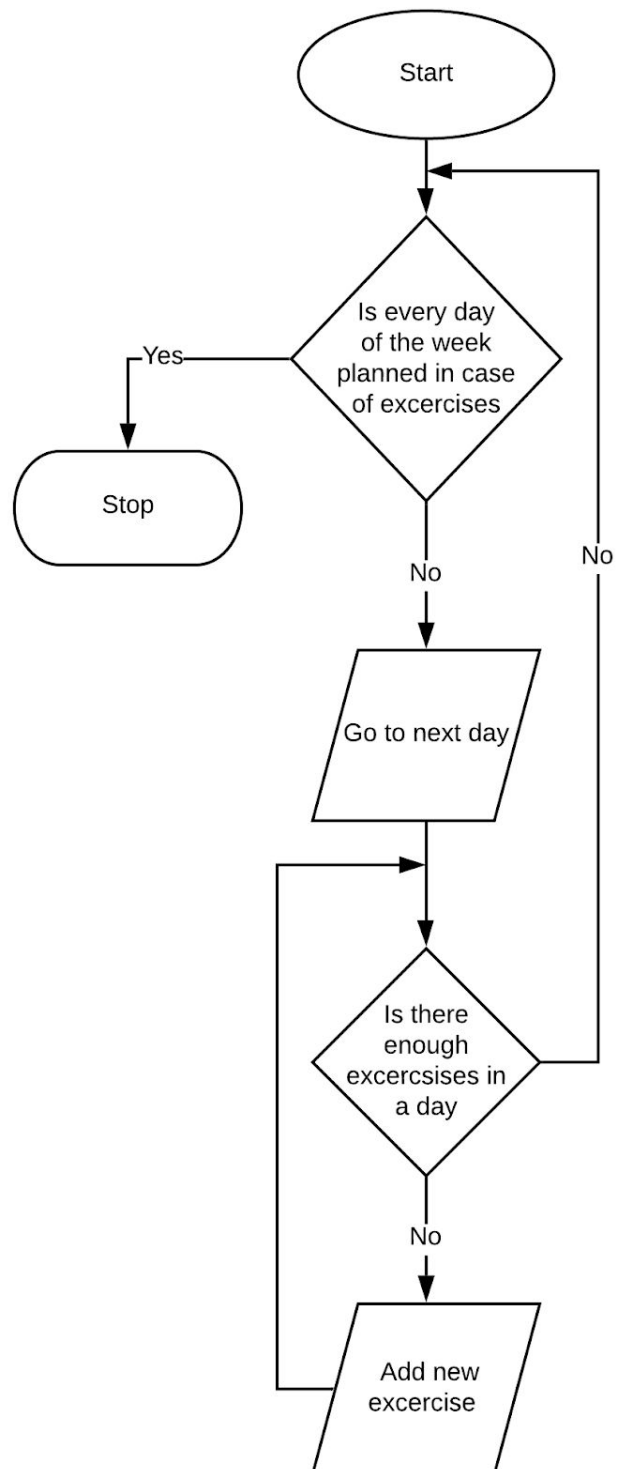 Start
Is every day
of the week
planned in case
of excercises
Yes
Stop
No
No
Go to next day
Is there
enough
excercsises in
a day
No
Add new
excercise